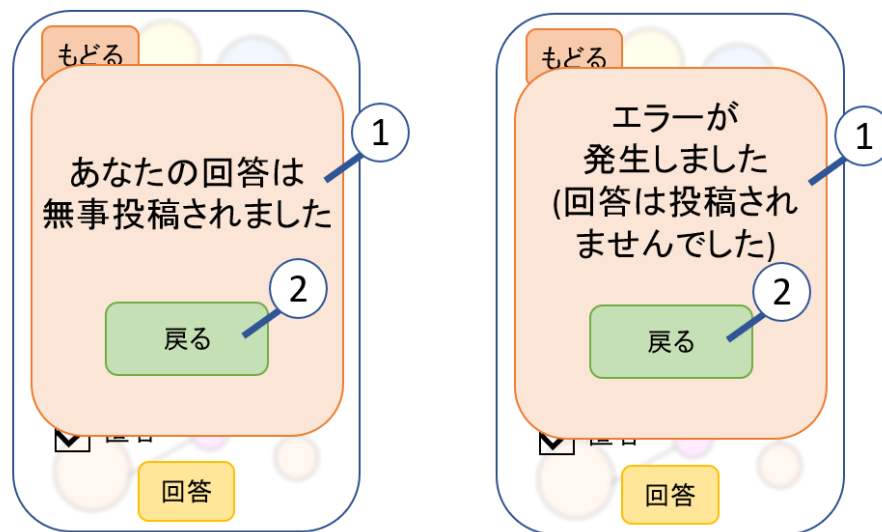 もどる
あなたの回答は
無事投稿されました
戻る
回答
1
2
もどる
エラーが
発生しました
(回答は投稿され
ませんでした)
戻る
回答
1
2